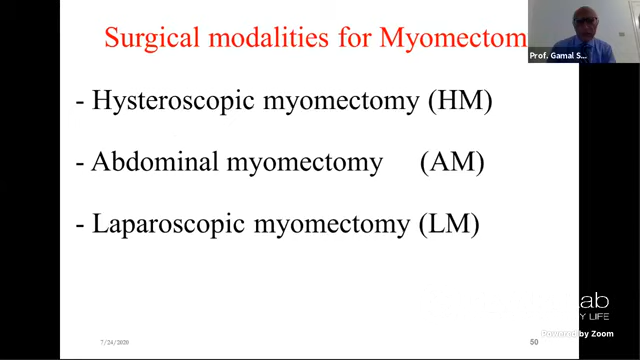 Surgical modalities for Myomectom
Prof. Gamal S...
- Hysteroscopic myomectomy (HM)
- Abdominal myomectomy (AM)
- Laparoscopic myomectomy (LM)
ab
Y LIFE
Powered by Zoom
7/24/2020
50